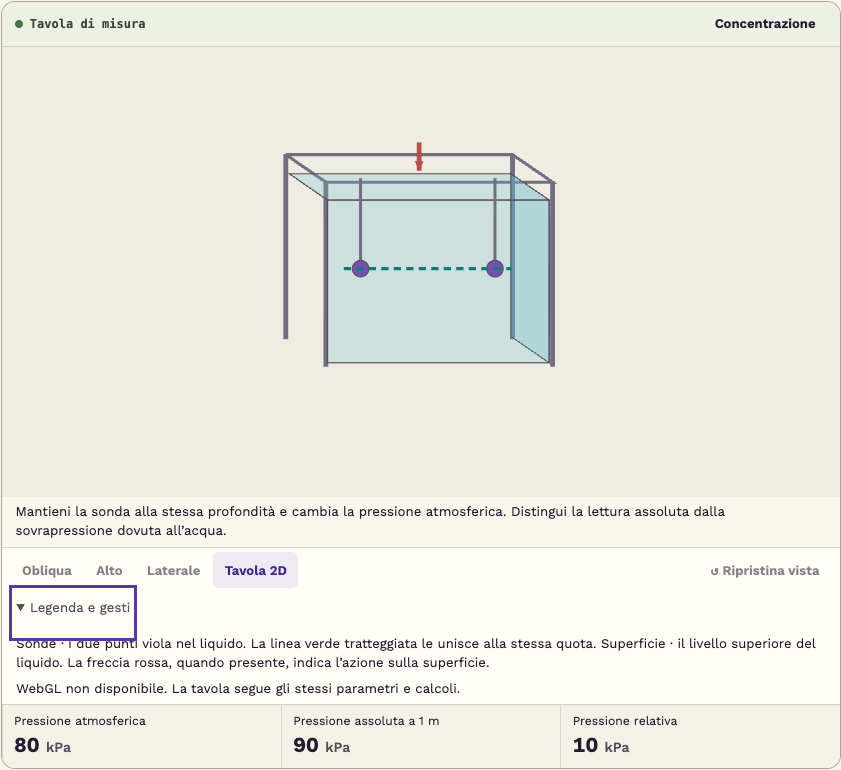 Tavola di misura
Concentrazione
Mantieni la sonda alla stessa profondità e cambia la pressione atmosferica. Distingui la lettura assoluta dalla
sovrapressione dovuta all’acqua.
Obliqua Alto Laterale Tavola 2D ↺ Ripristina vista
▼ Legenda e gesti
Sonde · i due punti viola nel liquido. La linea verde tratteggiata le unisce alla stessa quota. Superficie · il livello superiore del
liquido. La freccia rossa, quando presente, indica l’azione sulla superficie.
WebGL non disponibile. La tavola segue gli stessi parametri e calcoli.
Pressione atmosferica
80 kPa
Pressione assoluta a 1 m
90 kPa
Pressione relativa
10 kPa